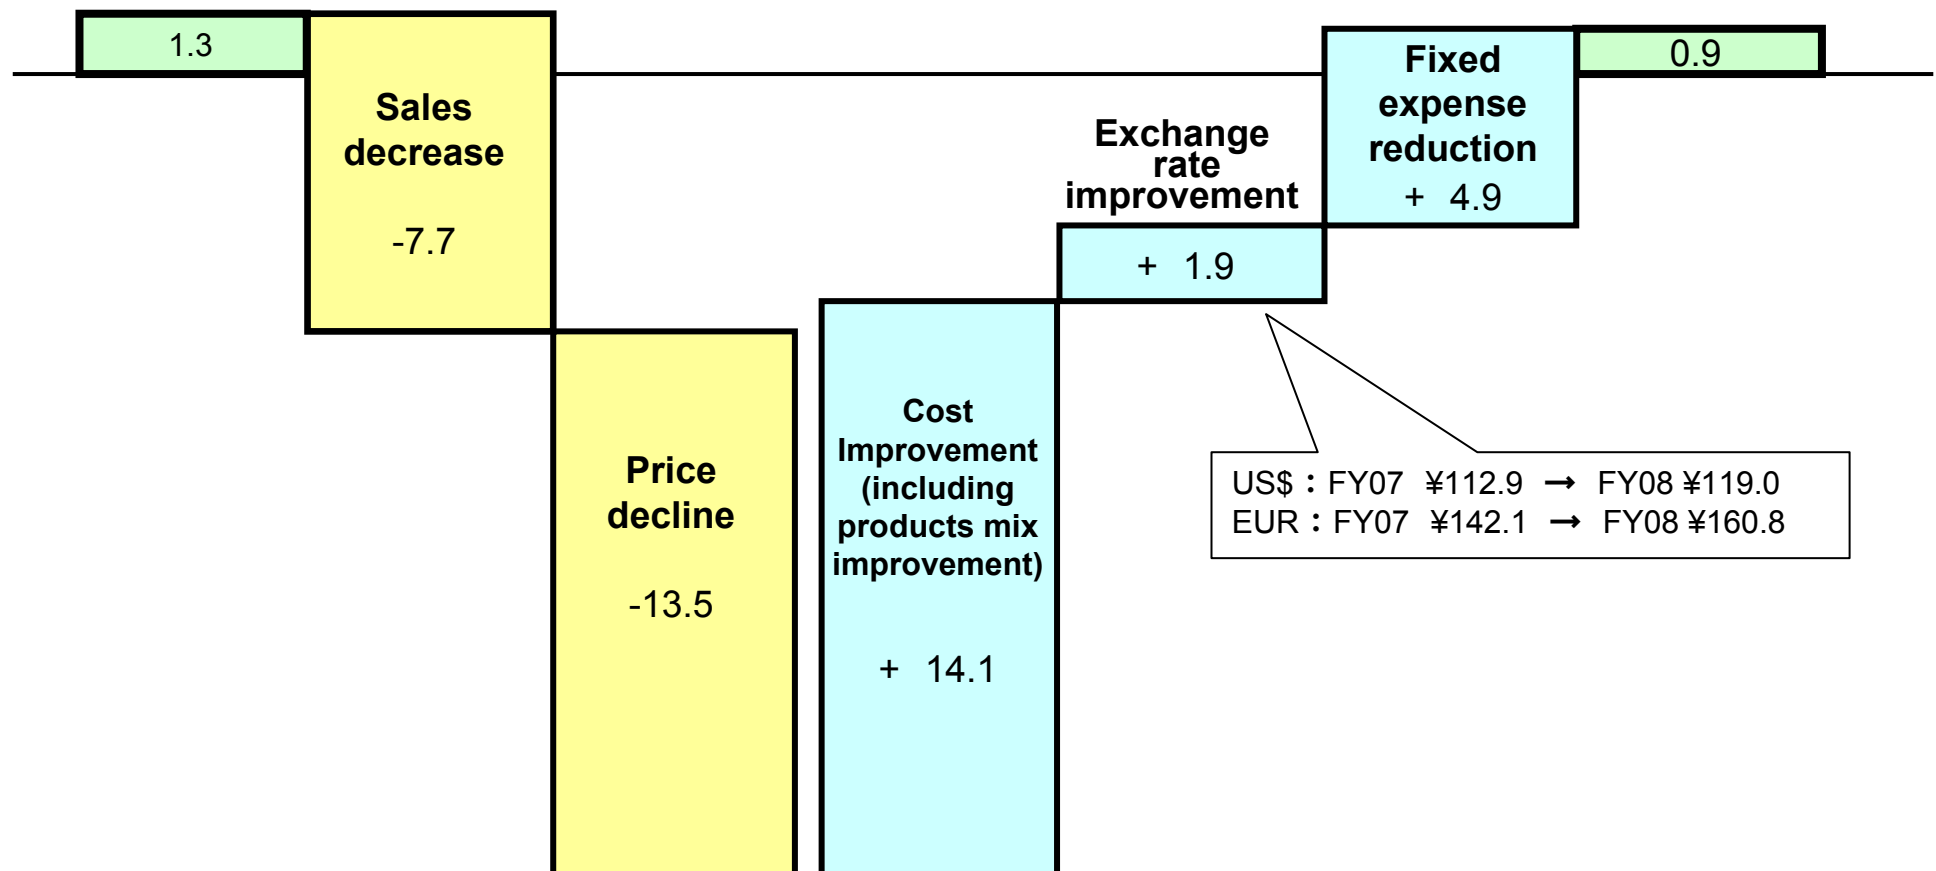 1.3
Sales
decrease
-7.7
Price
decline
-13.5
Cost
Improvement
(including
products mix
improvement)
+ 14.1
Exchange
rate
improvement
+ 1.9
Fixed
expense
reduction
+ 4.9
0.9
US$ : FY07 ¥112.9 → FY08 ¥119.0
EUR : FY07 ¥142.1 → FY08 ¥160.8